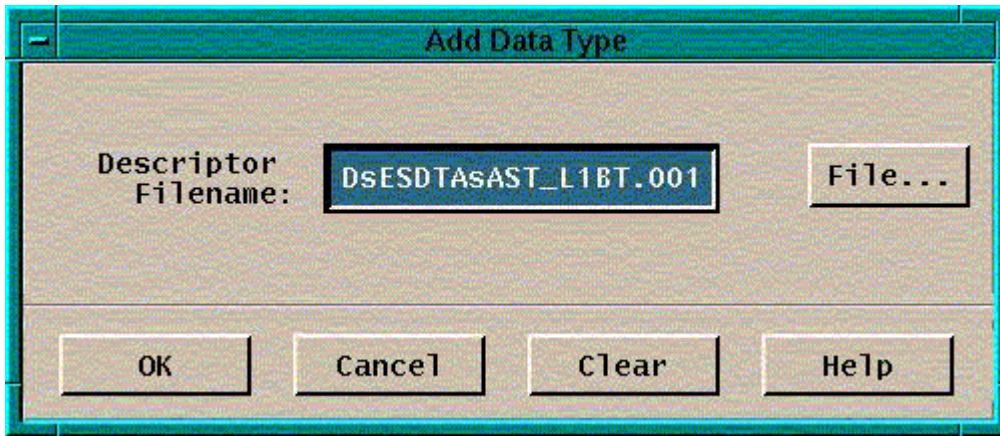 Add Data Type
Descriptor
Filename:
DsESDTAsAST_L1BT.001
File...
OK Cancel Clear Help